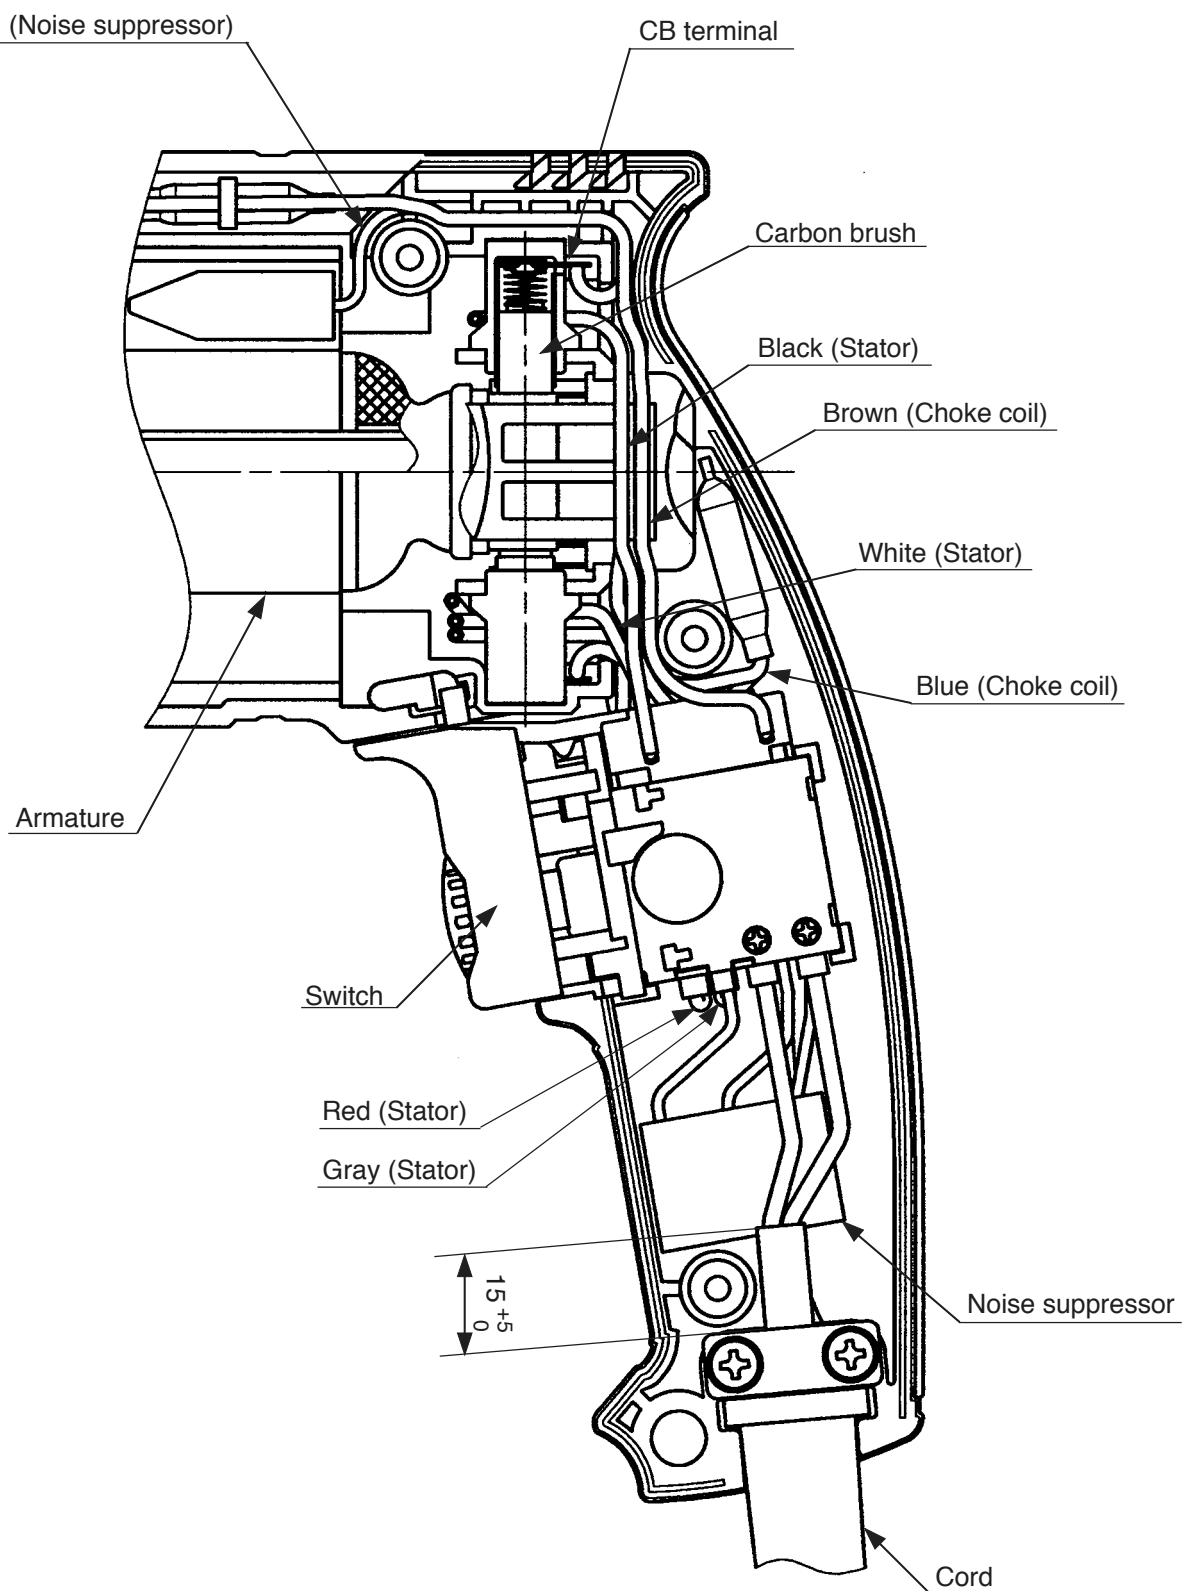 (Noise suppressor)
CB terminal
Carbon brush
Black (Stator)
Brown (Choke coil)
White (Stator)
Blue (Choke coil)
Armature
Switch
Red (Stator)
Gray (Stator)
15 +5 0
Noise suppressor
Cord